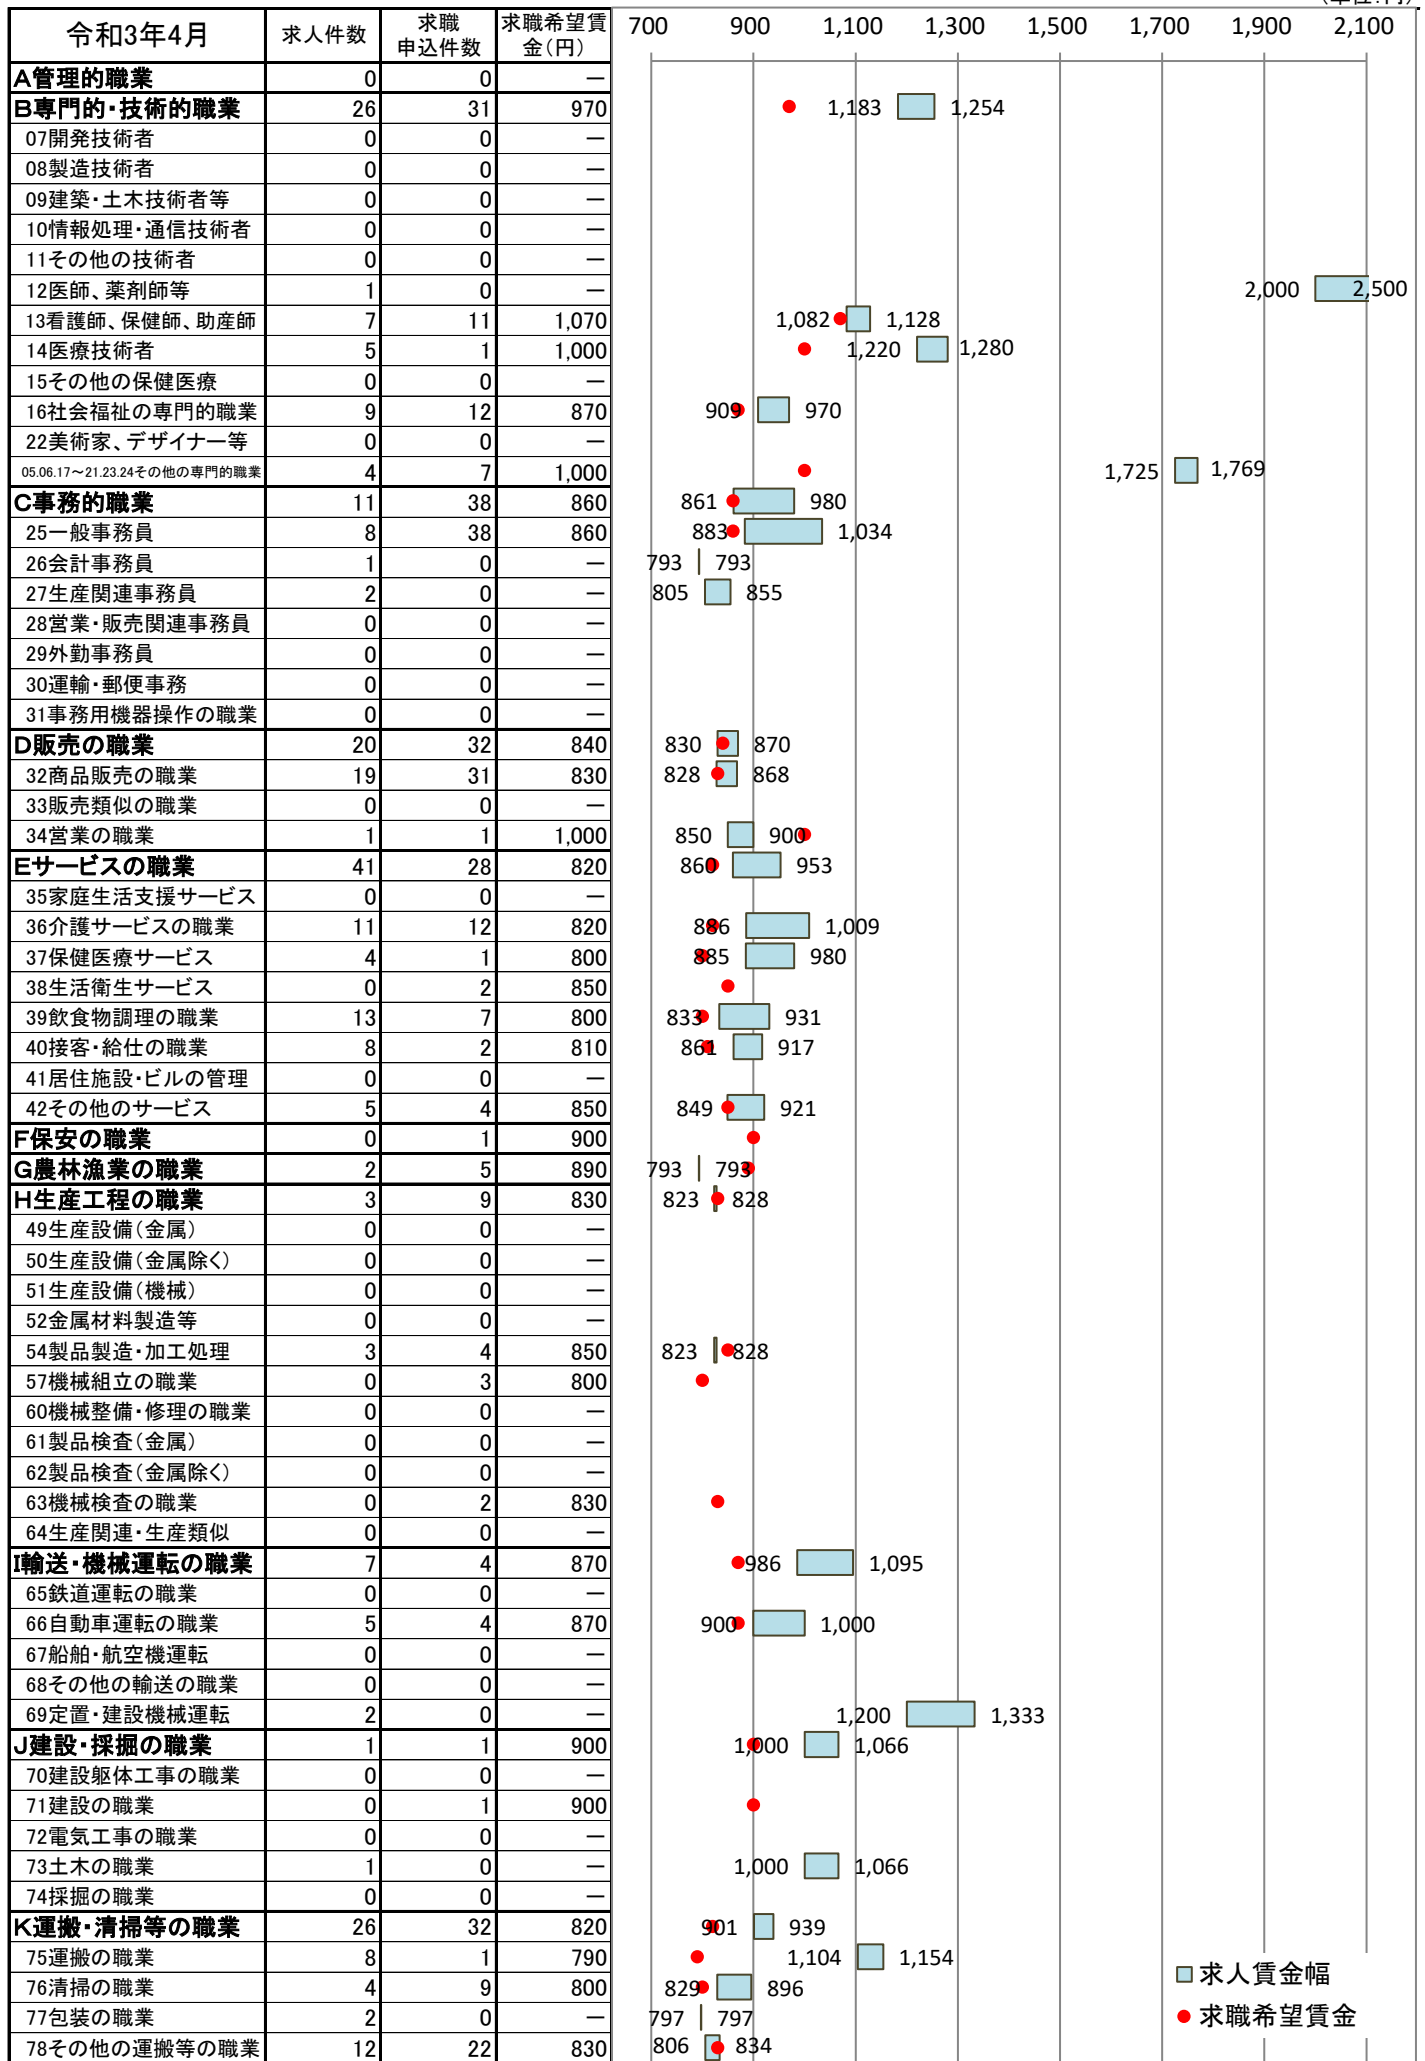 令和3年4月 求人件数 求職申込件数 求職希望賃金(円) 700 900 1,100 1,300 1,500 1,700 1,900 2,100
A管理的職業 0 0 ―
B専門的・技術的職業 26 31 970 1,183 1,254
07開発技術者 0 0 ―
08製造技術者 0 0 ―
09建築・土木技術者等 0 0 ―
10情報処理・通信技術者 0 0 ―
11その他の技術者 0 0 ―
12医師、薬剤師等 1 0 ― 2,000 2,500
13看護師、保健師、助産師 7 11 1,070 1,082 1,128
14医療技術者 5 1 1,000 1,220 1,280
15その他の保健医療 0 0 ―
16社会福祉の専門的職業 9 12 870 909 970
22美術家、デザイナー等 0 0 ―
05.06.17～21.23.24その他の専門的職業 4 7 1,000 1,725 1,769
C事務的職業 11 38 860 861 980
25一般事務員 8 38 860 883 1,034
26会計事務員 1 0 ― 793 793
27生産関連事務員 2 0 ― 805 855
28営業・販売関連事務員 0 0 ―
29外勤事務員 0 0 ―
30運輸・郵便事務 0 0 ―
31事務用機器操作の職業 0 0 ―
D販売の職業 20 32 840 830 870
32商品販売の職業 19 31 830 828 868
33販売類似の職業 0 0 ―
34営業の職業 1 1 1,000 850 900
Eサービスの職業 41 28 820 860 953
35家庭生活支援サービス 0 0 ―
36介護サービスの職業 11 12 820 886 1,009
37保健医療サービス 4 1 800 885 980
38生活衛生サービス 0 2 850
39飲食物調理の職業 13 7 800 833 931
40接客・給仕の職業 8 2 810 861 917
41居住施設・ビルの管理 0 0 ―
42その他のサービス 5 4 850 849 921
F保安の職業 0 1 900
G農林漁業の職業 2 5 890 793 793
H生産工程の職業 3 9 830 823 828
49生産設備(金属) 0 0 ―
50生産設備(金属除く) 0 0 ―
51生産設備(機械) 0 0 ―
52金属材料製造等 0 0 ―
54製品製造・加工処理 3 4 850 823 828
57機械組立の職業 0 3 800
60機械整備・修理の職業 0 0 ―
61製品検査(金属) 0 0 ―
62製品検査(金属除く) 0 0 ―
63機械検査の職業 0 2 830
64生産関連・生産類似 0 0 ―
I輸送・機械運転の職業 7 4 870 986 1,095
65鉄道運転の職業 0 0 ―
66自動車運転の職業 5 4 870 900 1,000
67船舶・航空機運転 0 0 ―
68その他の輸送の職業 0 0 ―
69定置・建設機械運転 2 0 ― 1,200 1,333
J建設・採掘の職業 1 1 900 1,000 1,066
70建設躯体工事の職業 0 0 ―
71建設の職業 0 1 900
72電気工事の職業 0 0 ―
73土木の職業 1 0 ― 1,000 1,066
74採掘の職業 0 0 ―
K運搬・清掃等の職業 26 32 820 901 939
75運搬の職業 8 1 790 1,104 1,154
76清掃の職業 4 9 800 829 896
77包装の職業 2 0 ― 797 797
78その他の運搬等の職業 12 22 830 806 834
求人賃金幅
求職希望賃金